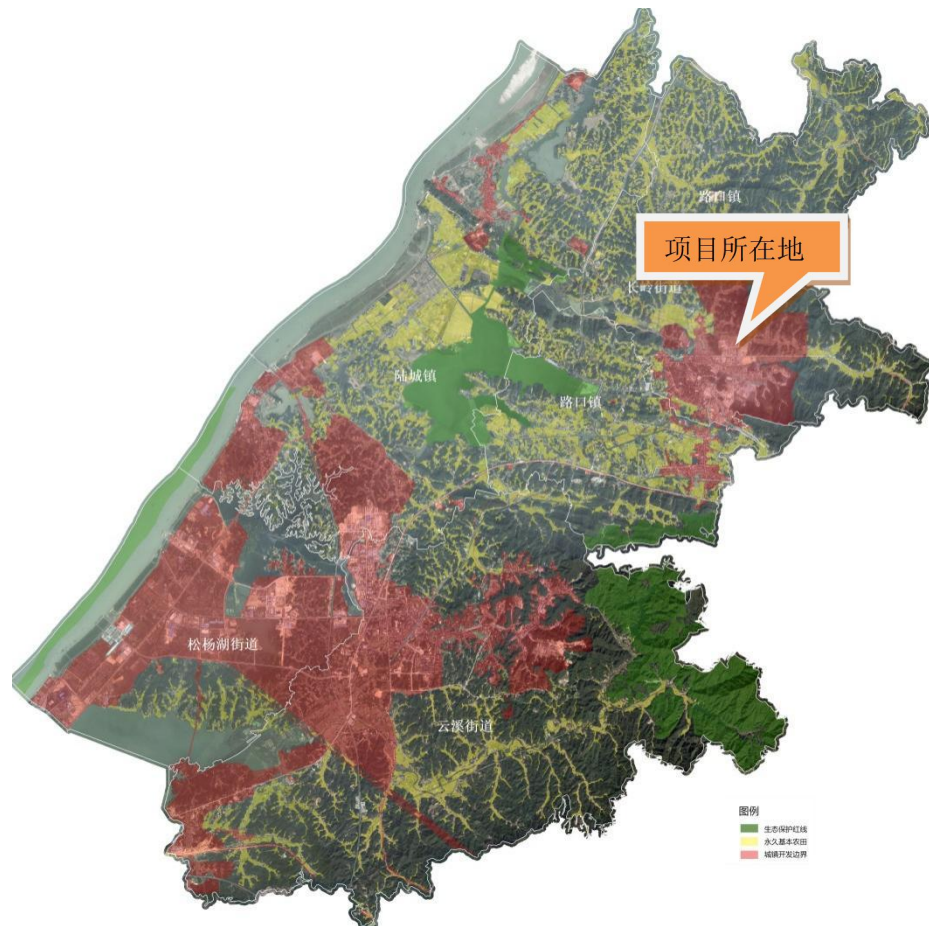 路口镇
项目所在地
长岭街道
陆城镇
路口镇
松杨湖街道
云溪街道
图例
生态保护红线
永久基本农田
城镇开发边界